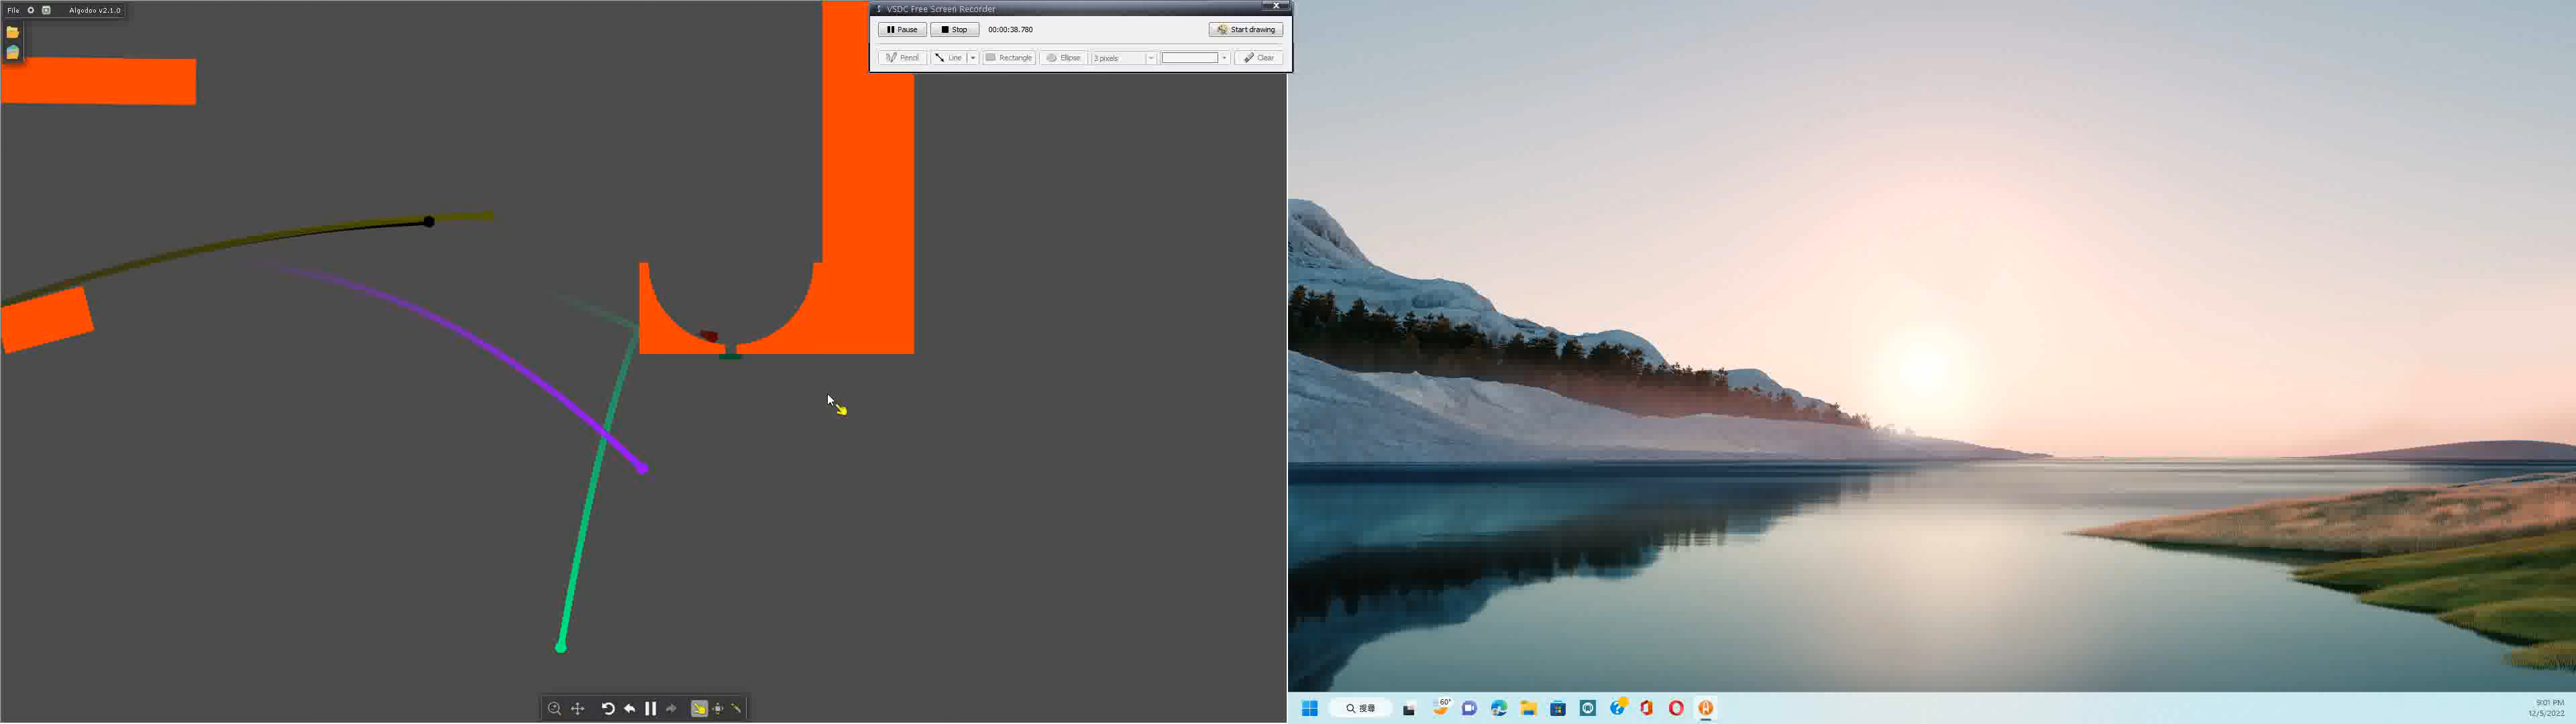 File Algodoo v2.1.0
VSDC Free Screen Recorder
Pause Stop 00:00:38.780 Start drawing
Pencil Line Rectangle Ellipse 3 pixels Clear
60°
搜尋
9:01 PM
12/5/2022